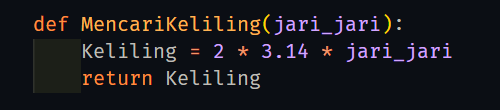 def MencariKeliling(jari_jari):
    Keliling = 2 * 3.14 * jari_jari
    return Keliling